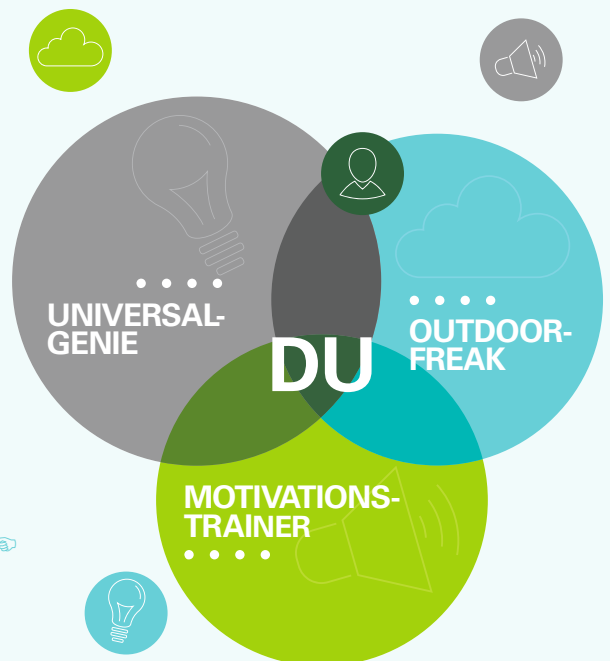 UNIVERSAL-
GENIE
OUTDOOR-
FREAK
DU
MOTIVATIONS-
TRAINER